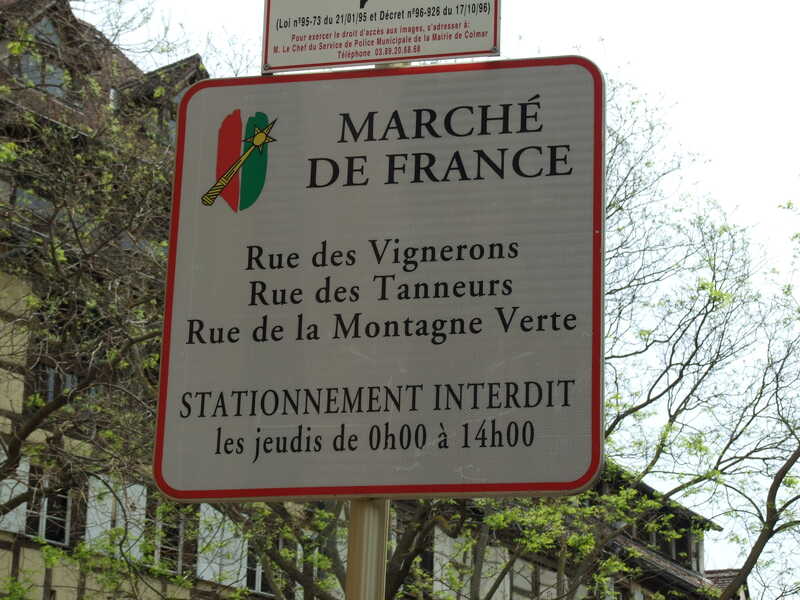 (Loi nº95-73 du 21/01/95 et Décret nº96-926 du 17/10/96)
Pour exercer le droit d'accès aux images, s'adresser à:
M. Le Chef du Service de Police Municipale de la Mairie de Colmar
Téléphone 03.89.20.68.68
MARCHÉ
DE FRANCE
Rue des Vignerons
Rue des Tanneurs
Rue de la Montagne Verte
STATIONNEMENT INTERDIT
les jeudis de 0h00 à 14h00